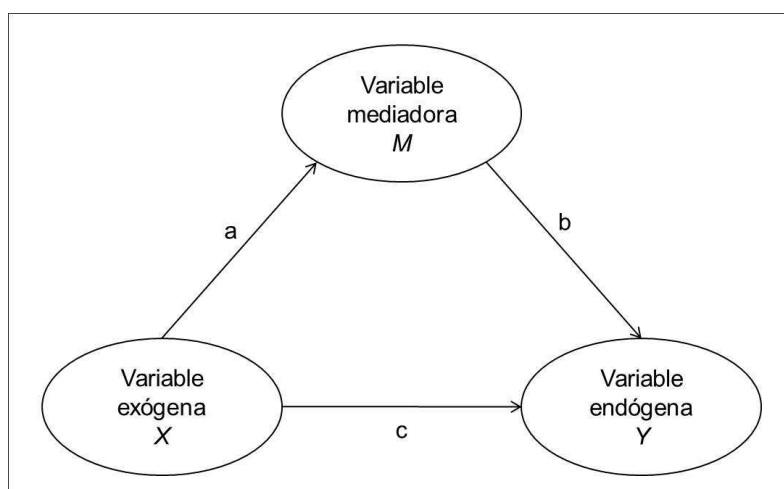 Variable
mediadora
M
a
b
Variable
exógena
X
c
Variable
endógena
Y